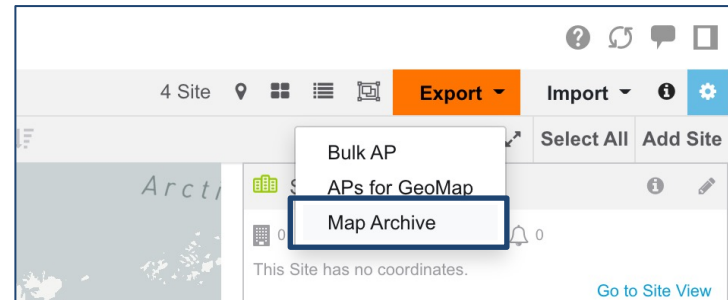 4 Site Export Import
Select All Add Site
Bulk AP
APs for GeoMap
Map Archive
Arcti
S
0 0
This Site has no coordinates.
Go to Site View